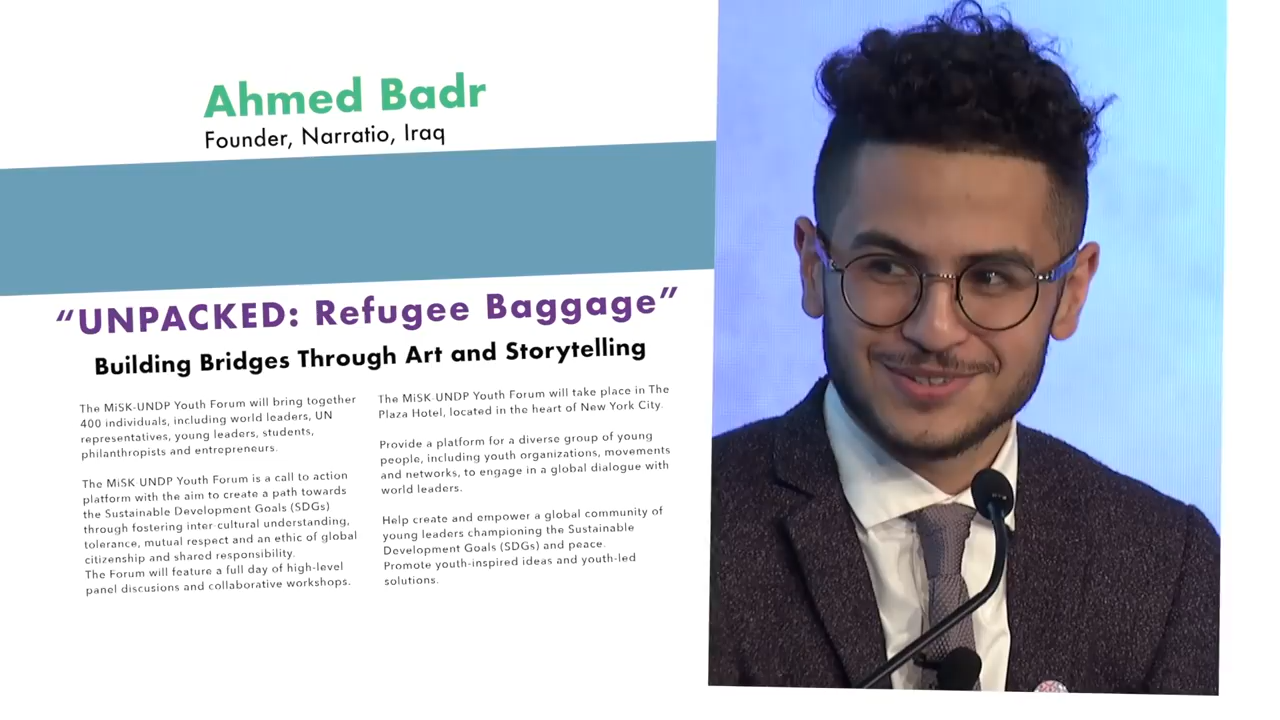 Ahmed Badr
Founder, Narratio, Iraq
“UNPACKED: Refugee Baggage”
Building Bridges Through Art and Storytelling
The MiSK-UNDP Youth Forum will bring together
400 individuals, including world leaders, UN
representatives, young leaders, students,
philanthropists and entrepreneurs.
The MiSK UNDP Youth Forum is a call to action
platform with the aim to create a path towards
the Sustainable Development Goals (SDGs)
through fostering inter-cultural understanding,
tolerance, mutual respect and an ethic of global
citizenship and shared responsibility.
The Forum will feature a full day of high-level
panel discusions and collaborative workshops.
The MiSK-UNDP Youth Forum will take place in The
Plaza Hotel, located in the heart of New York City.
Provide a platform for a diverse group of young
people, including youth organizations, movements
and networks, to engage in a global dialogue with
world leaders.
Help create and empower a global community of
young leaders championing the Sustainable
Development Goals (SDGs) and peace.
Promote youth-inspired ideas and youth-led
solutions.